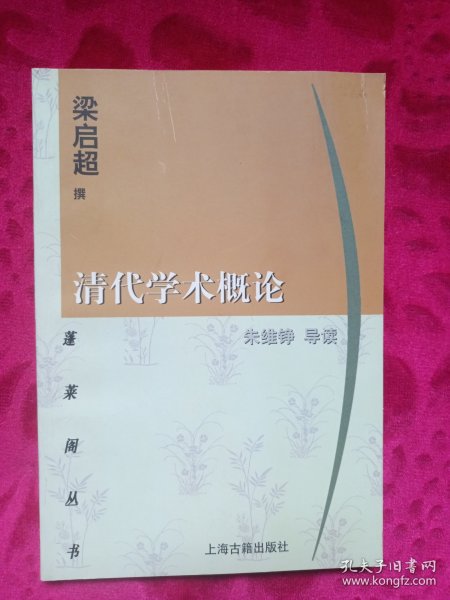 梁启超
撰
清代学术概论
朱维铮 导读
蓬莱阁丛书
上海古籍出版社
孔夫子旧书网
www.kongfz.com